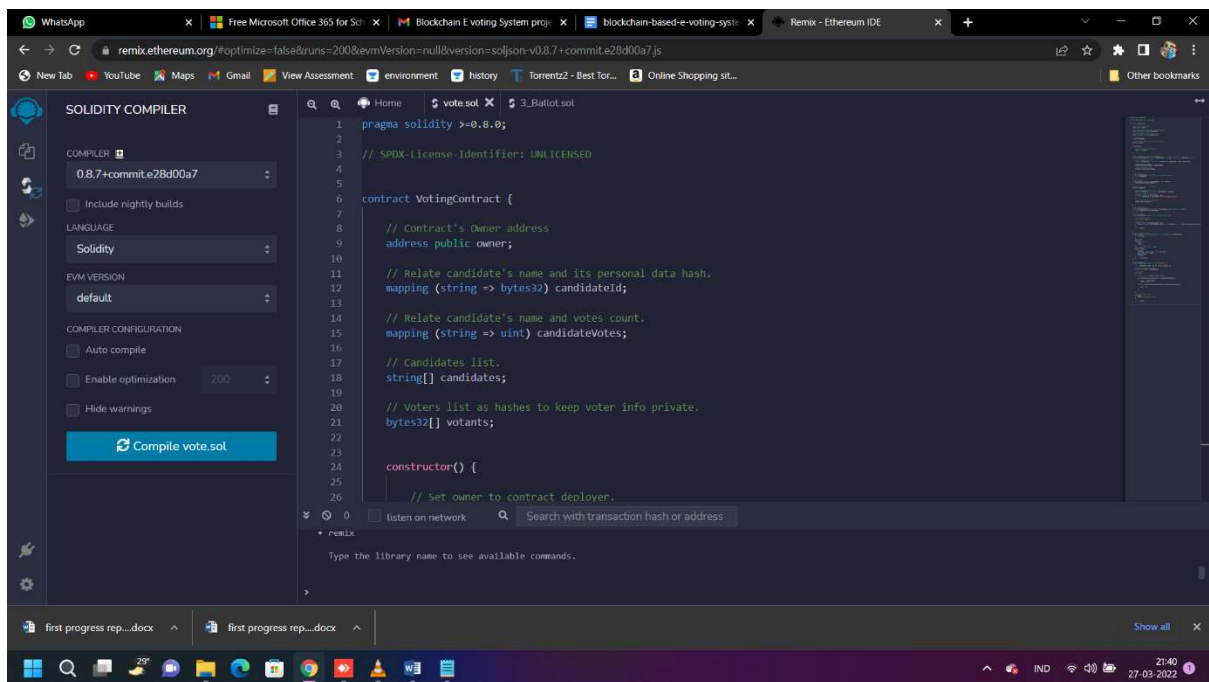 WhatsApp
Free Microsoft Office 365 for Sch
Blockchain E voting System proje
blockchain-based-e-voting-syste
Remix - Ethereum IDE
remix.ethereum.org/#optimize=false&runs=200&evmVersion=null&version=soljson-v0.8.7+commit.e28d00a7.js
New Tab
YouTube
Maps
Gmail
View Assessment
environment
history
Torrentz2 - Best Tor...
Online Shopping sit...
Other bookmarks
SOLIDITY COMPILER
COMPILER
0.8.7+commit.e28d00a7
Include nightly builds
LANGUAGE
Solidity
EVM VERSION
default
COMPILER CONFIGURATION
Auto compile
Enable optimization 200
Hide warnings
Compile vote.sol
Home
vote.sol
3_Ballot.sol
1 pragma solidity >=0.8.0;
2
3 // SPDX-License-Identifier: UNLICENSED
4
5
6 contract VotingContract {
7
8 // Contract's Owner address
9 address public owner;
10
11 // Relate candidate's name and its personal data hash.
12 mapping (string => bytes32) candidateId;
13
14 // Relate candidate's name and votes count.
15 mapping (string => uint) candidateVotes;
16
17 // Candidates list.
18 string[] candidates;
19
20 // Voters list as hashes to keep voter info private.
21 bytes32[] votants;
22
23
24 constructor() {
25
26 // Set owner to contract deployer.
0
listen on network
Search with transaction hash or address
• remix
Type the library name to see available commands.
>
first progress rep....docx
first progress rep....docx
Show all
29°
IND
21:40
27-03-2022
1